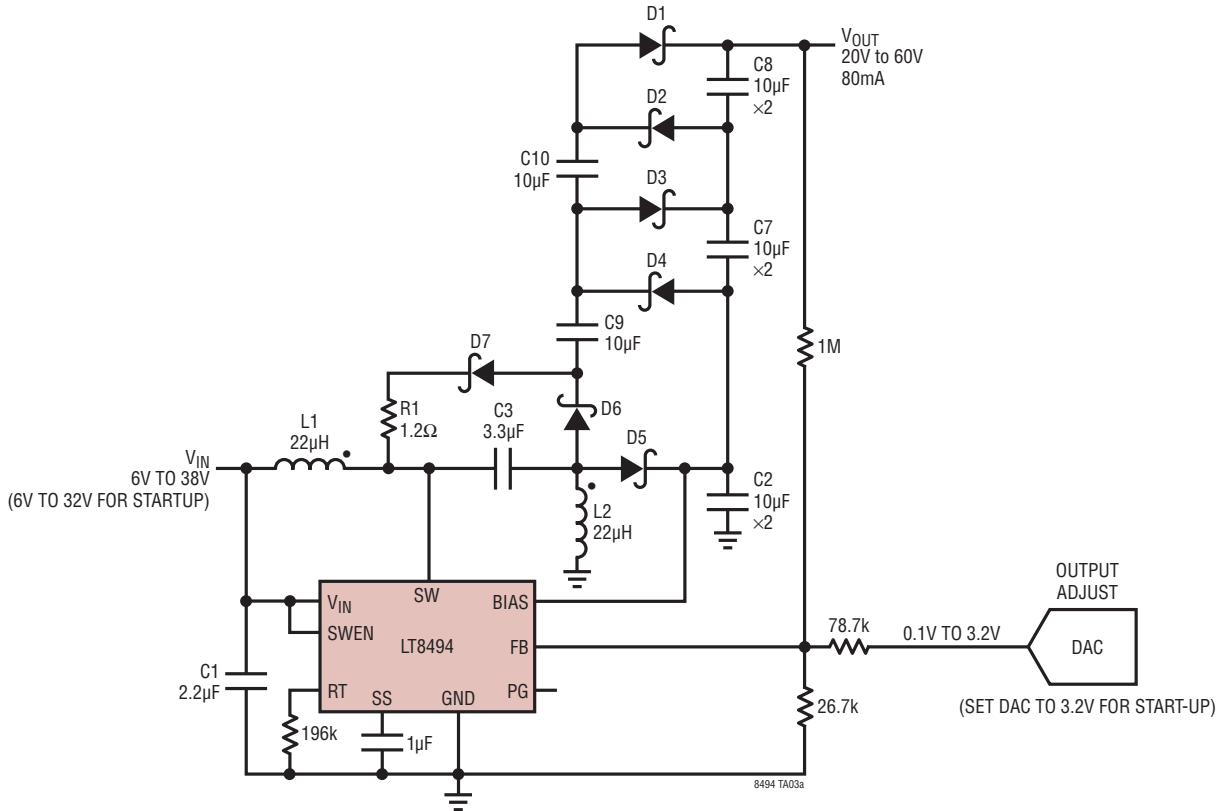 D1
V_OUT
20V to 60V
80mA
C8
10µF
×2
D2
C10
10µF
D3
C7
10µF
×2
D4
C9
10µF
D7
1M
R1
1.2Ω
C3
3.3µF
D6
L1
22µH
D5
V_IN
6V TO 38V
(6V TO 32V FOR STARTUP)
C2
10µF
×2
L2
22µH
V_IN
SW
BIAS
SWEN
LT8494
FB
RT
SS
GND
PG
C1
2.2µF
196k
1µF
78.7k
0.1V TO 3.2V
OUTPUT
ADJUST
DAC
26.7k
(SET DAC TO 3.2V FOR START-UP)
8494 TA03a